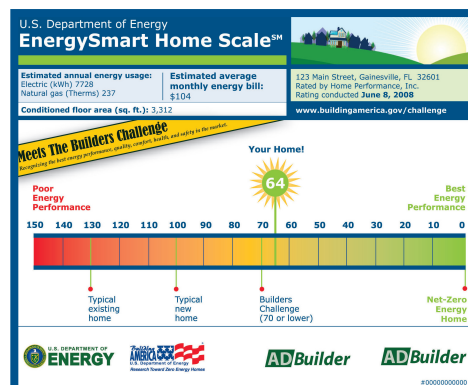 U.S. Department of Energy
EnergySmart Home Scale℠
Estimated annual energy usage:
Electric (kWh) 7728
Natural gas (Therms) 237
Estimated average
monthly energy bill:
$104
Conditioned floor area (sq. ft.): 3,312
123 Main Street, Gainesville, FL 32601
Rated by Home Performance, Inc.
Rating conducted June 8, 2008
www.buildingamerica.gov/challenge
Meets The Builders Challenge
Recognizing the best energy performance, quality, comfort, health, and safety in the market.
Your Home!
64
Poor
Energy
Performance
Best
Energy
Performance
150 140 130 120 110 100 90 80 70 60 50 40 30 20 10 0
Typical
existing
home
Typical
new
home
Builders
Challenge
(70 or lower)
Net-Zero
Energy
Home
U.S. DEPARTMENT OF
ENERGY
Building
AMERICA
U.S. Department of Energy
Research Toward Zero Energy Homes
ADBuilder
ADBuilder
#00000000000